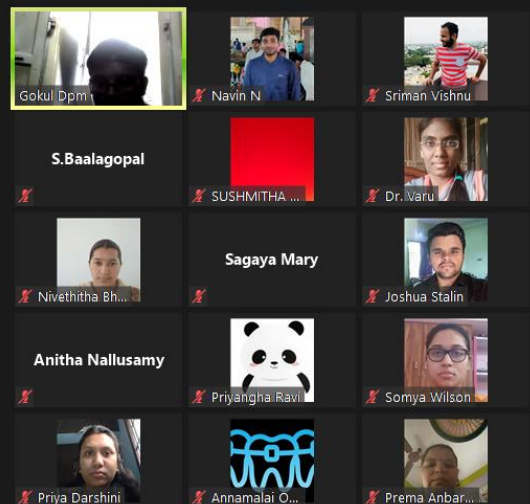 Gokul Dpm
Navin N
Sriman Vishnu
S.Baalagopal
SUSHMITHA ...
Dr. Varu
Nivethitha Bh...
Sagaya Mary
Joshua Stalin
Anitha Nallusamy
Priyangha Ravi
Somya Wilson
Priya Darshini
Annamalai O...
Prema Anbar...